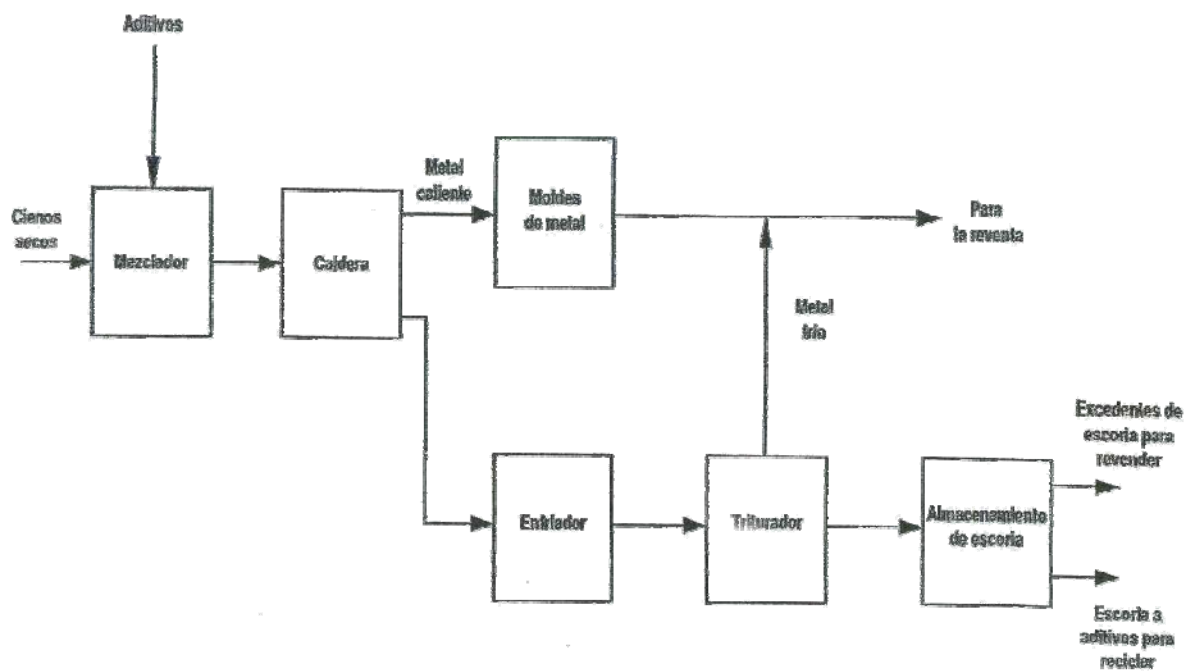 Aditivos
Cienos
secos
Mezclador
Caldera
Metal
caliente
Moldes
de metal
Para
la reventa
Metal
frío
Enfriador
Triturador
Almacenamiento
de escoria
Excedentes de
escoria para
revender
Escoria a
aditivos para
reciclar